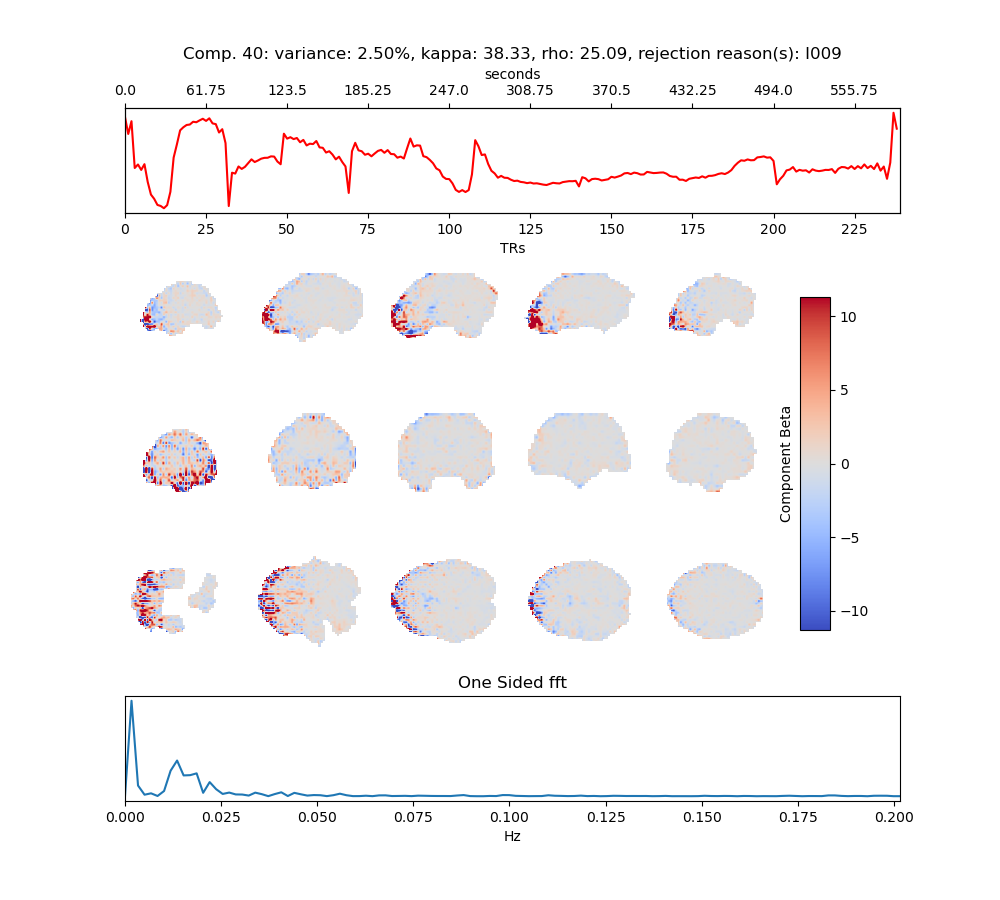 Comp. 40: variance: 2.50%, kappa: 38.33, rho: 25.09, rejection reason(s): I009
seconds
0.0 61.75 123.5 185.25 247.0 308.75 370.5 432.25 494.0 555.75
0 25 50 75 100 125 150 175 200 225
TRs
10
5
0
−5
−10
Component Beta
One Sided fft
0.000 0.025 0.050 0.075 0.100 0.125 0.150 0.175 0.200
Hz